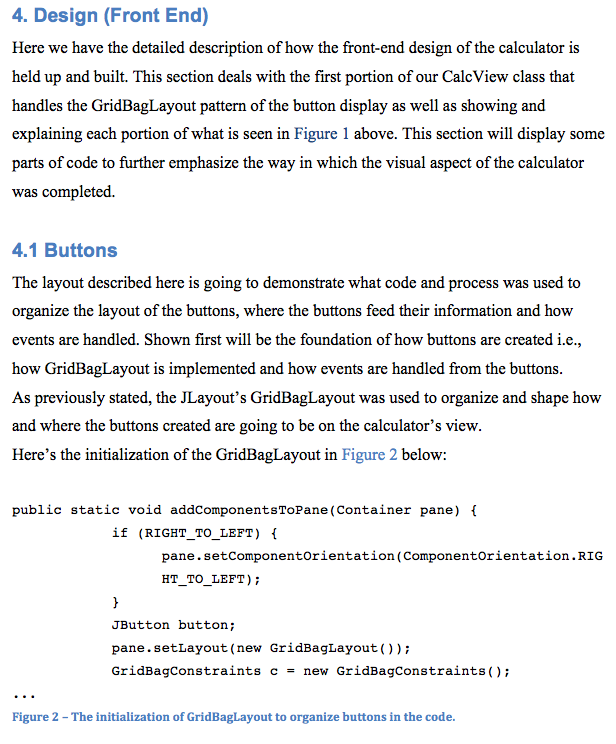 4. Design (Front End)
Here we have the detailed description of how the front-end design of the calculator is
held up and built. This section deals with the first portion of our CalcView class that
handles the GridBagLayout pattern of the button display as well as showing and
explaining each portion of what is seen in Figure 1 above. This section will display some
parts of code to further emphasize the way in which the visual aspect of the calculator
was completed.
4.1 Buttons
The layout described here is going to demonstrate what code and process was used to
organize the layout of the buttons, where the buttons feed their information and how
events are handled. Shown first will be the foundation of how buttons are created i.e.,
how GridBagLayout is implemented and how events are handled from the buttons.
As previously stated, the JLayout's GridBagLayout was used to organize and shape how
and where the buttons created are going to be on the calculator's view.
Here's the initialization of the GridBagLayout in Figure 2 below:
public static void addComponentsToPane(Container pane) {
if (RIGHT_TO_LEFT) {
pane.setComponentOrientation(ComponentOrientation.RIG
HT_TO_LEFT);
}
JButton button;
pane.setLayout(new GridBagLayout());
GridBagConstraints c = new GridBagConstraints();
...
Figure 2 – The initialization of GridBagLayout to organize buttons in the code.